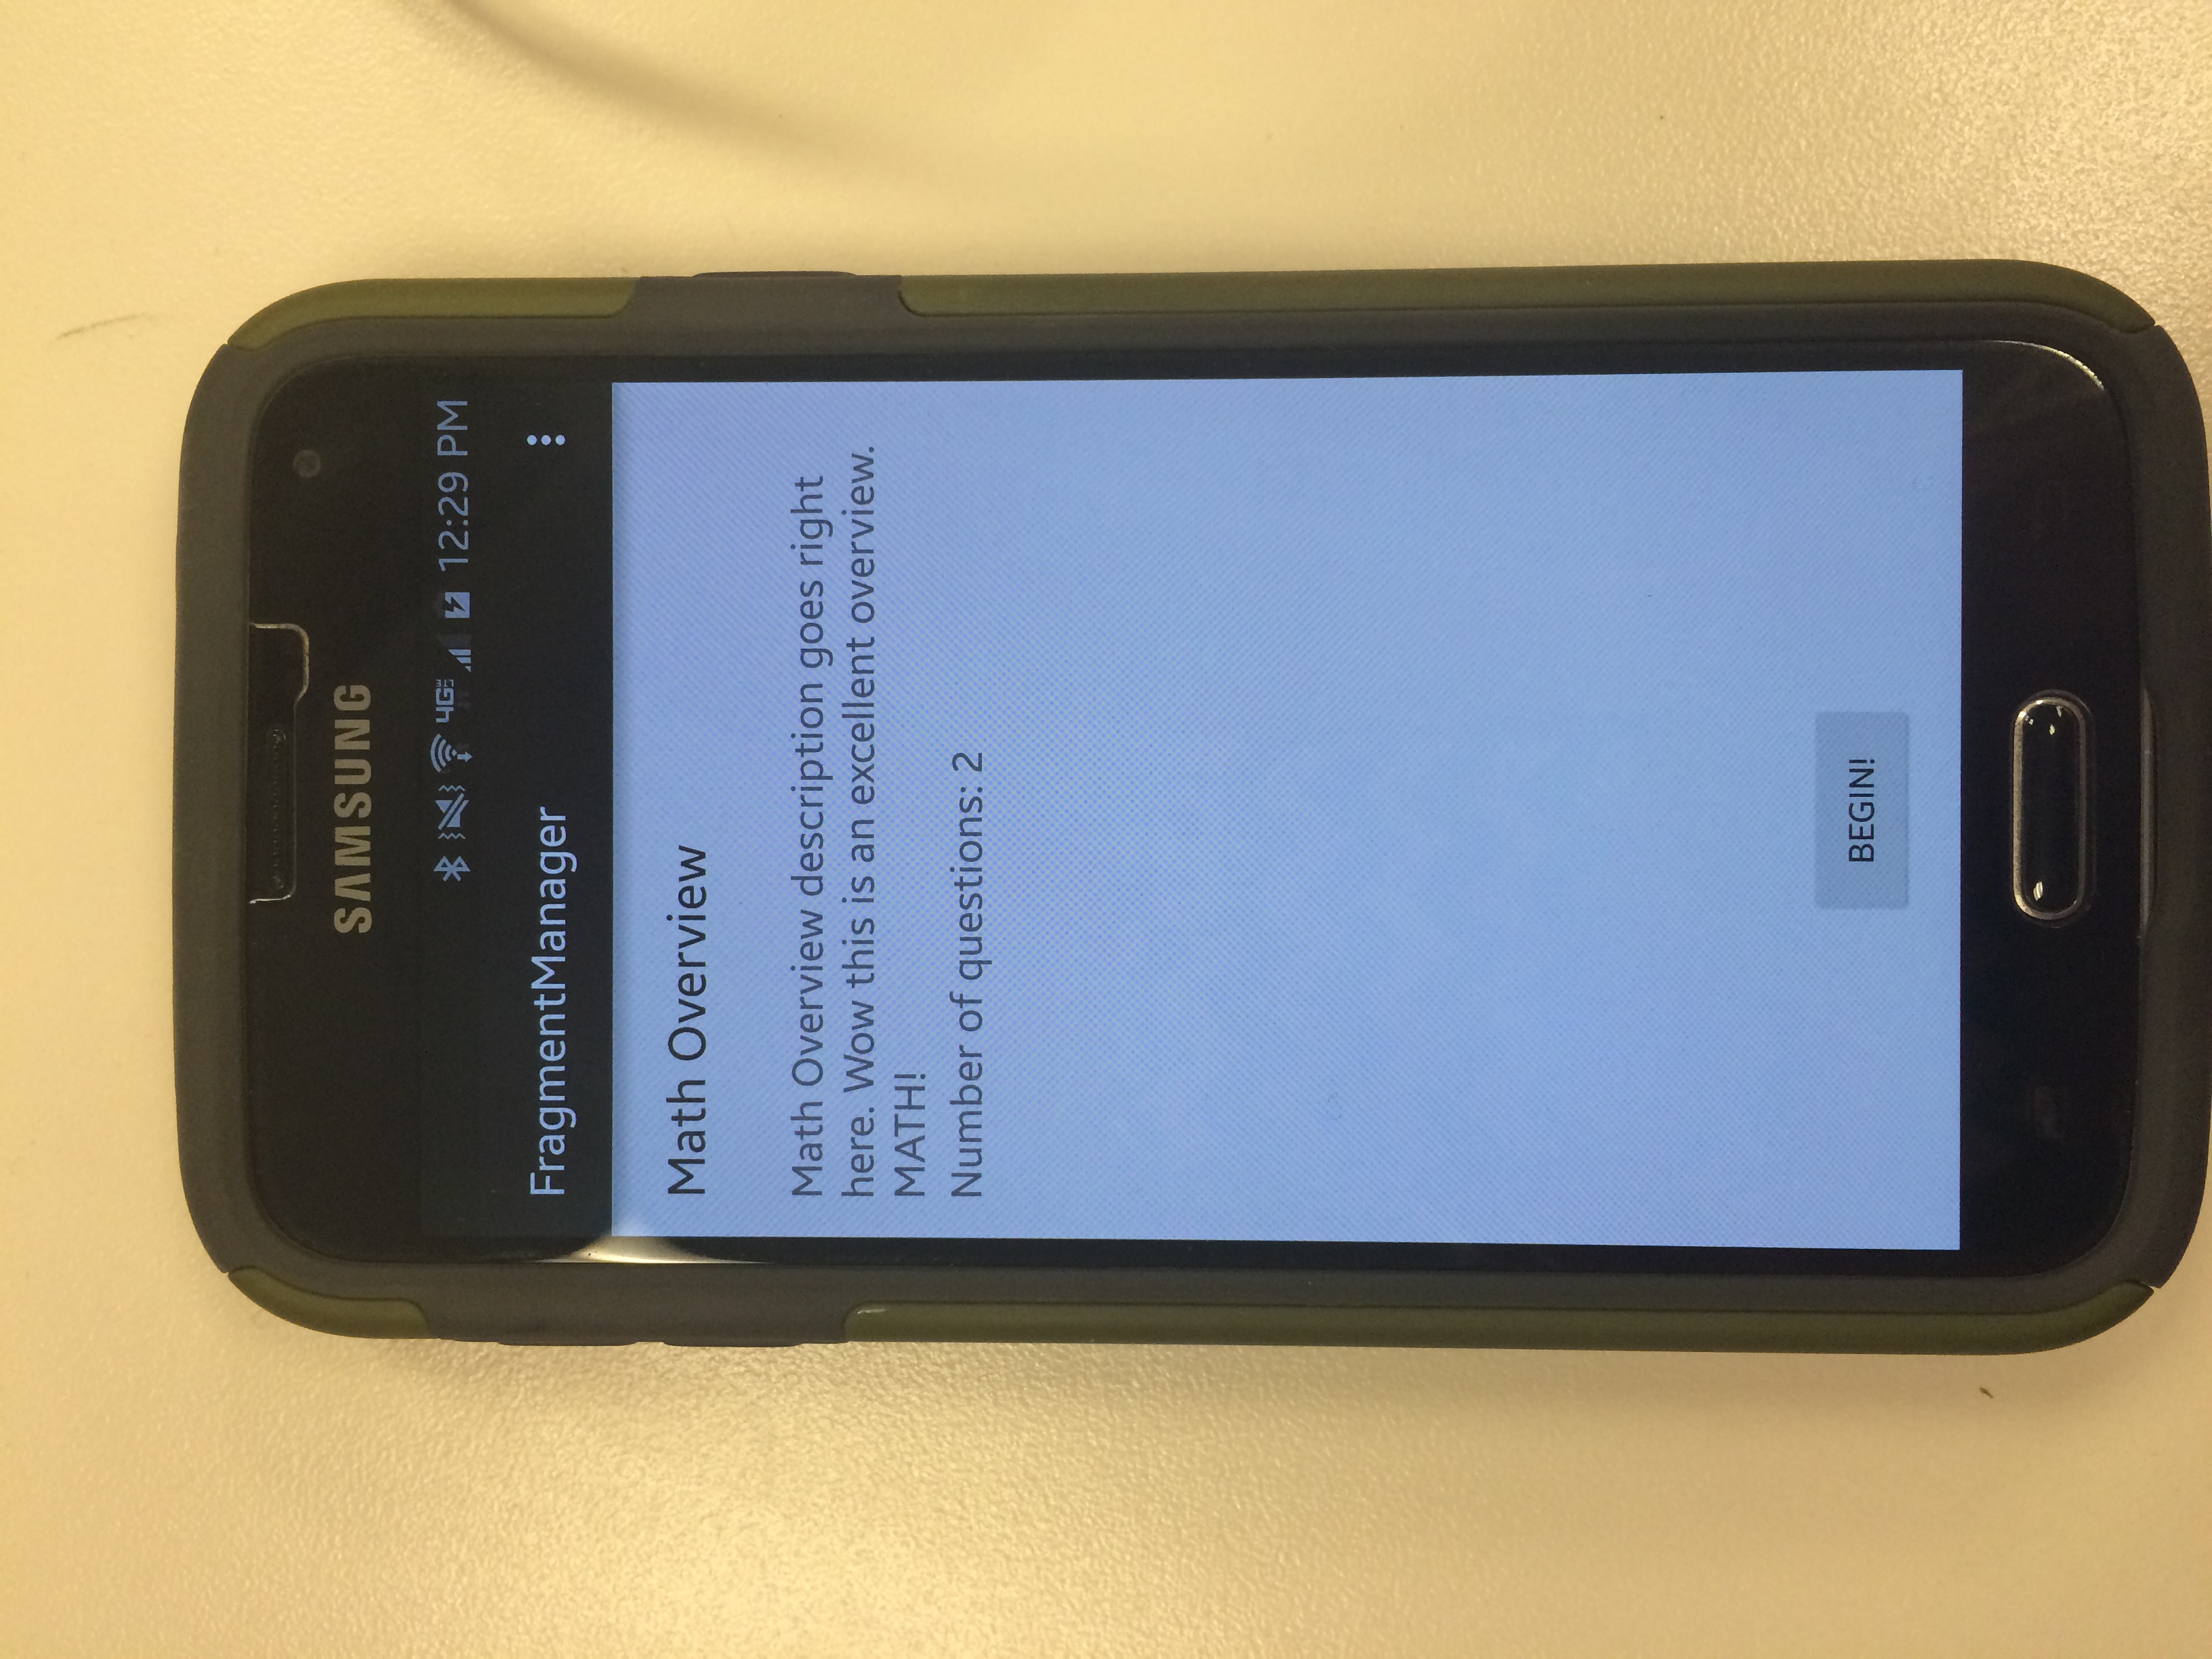 SAMSUNG
4G LTE 12:29 PM
FragmentManager
Math Overview
Math Overview description goes right
here. Wow this is an excellent overview.
MATH!
Number of questions: 2
BEGIN!